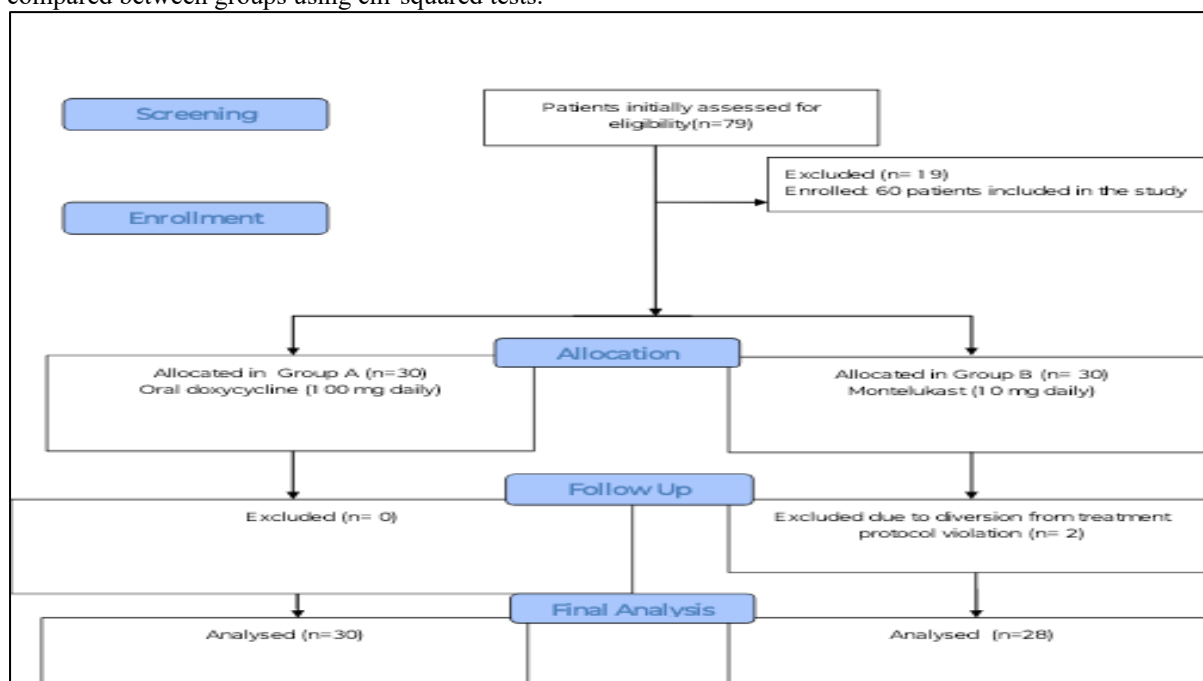 compared between groups using chi-squared tests.
Screening
Patients initially assessed for
eligibility(n=79)
Excluded (n= 19)
Enrolled: 60 patients included in the study
Enrollment
Allocation
Allocated in Group A (n=30)
Oral doxycycline (100 mg daily)
Allocated in Group B (n= 30)
Montelukast (10 mg daily)
Follow Up
Excluded (n= 0)
Excluded due to diversion from treatment
protocol violation (n= 2)
Final Analysis
Analysed (n=30)
Analysed (n=28)